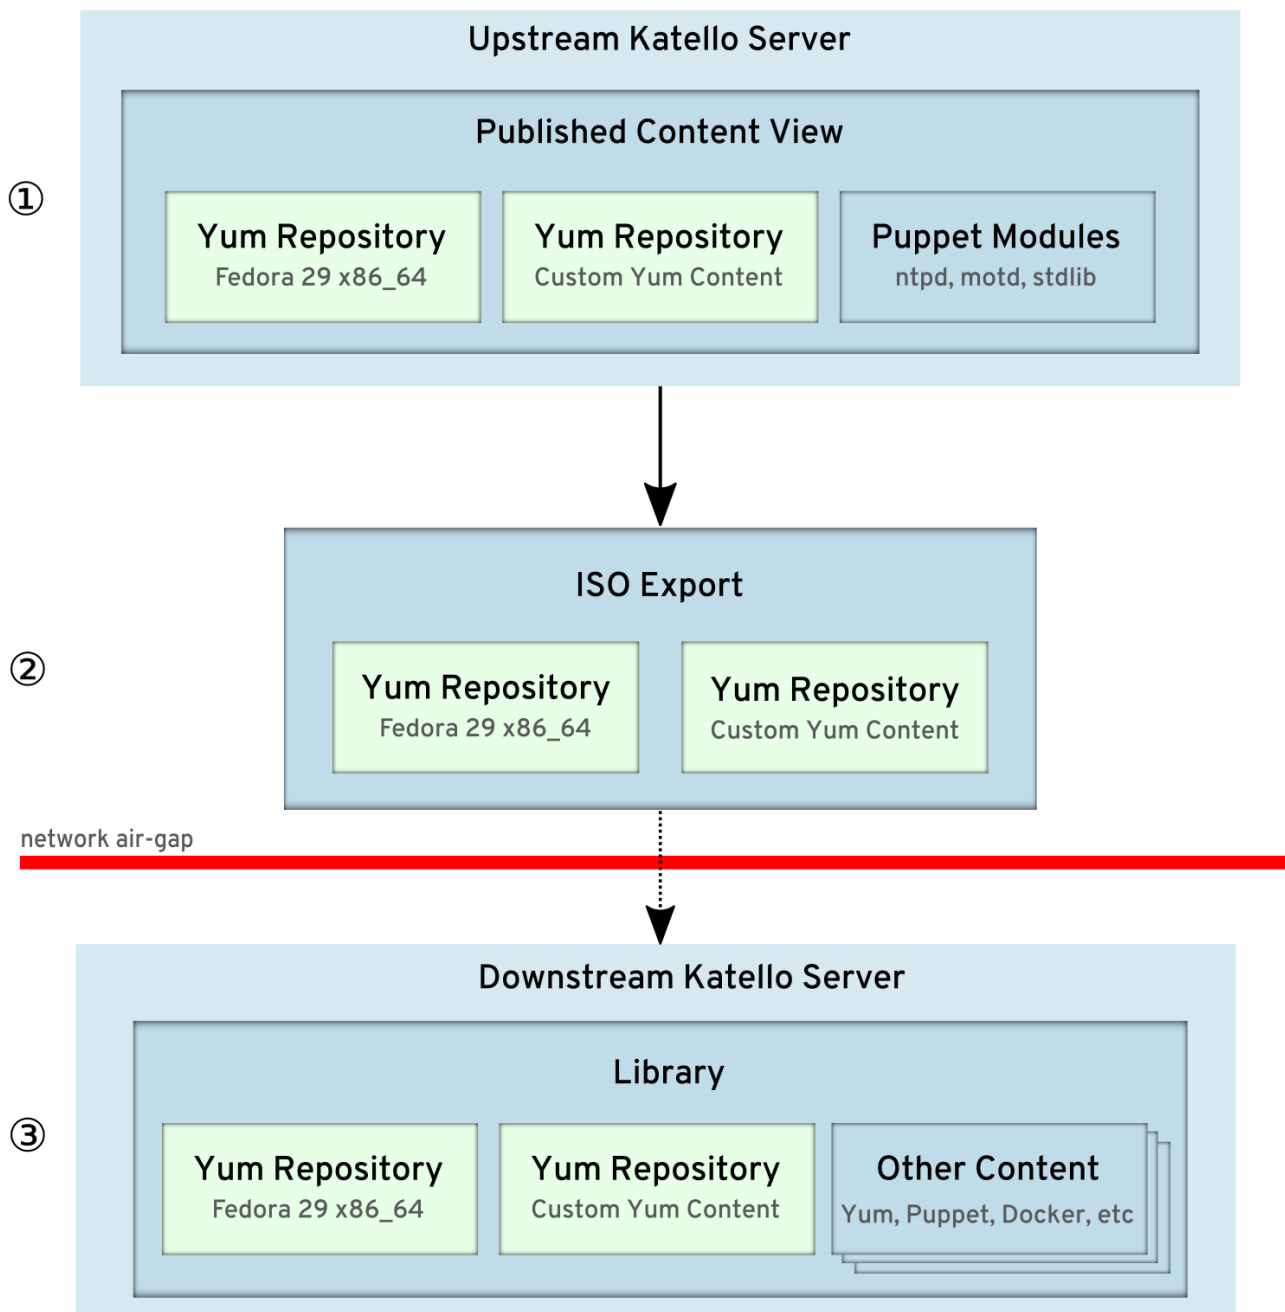 Upstream Katello Server
Published Content View
①
Yum Repository
Fedora 29 x86_64
Yum Repository
Custom Yum Content
Puppet Modules
ntpd, motd, stdlib
ISO Export
②
Yum Repository
Fedora 29 x86_64
Yum Repository
Custom Yum Content
network air-gap
Downstream Katello Server
Library
③
Yum Repository
Fedora 29 x86_64
Yum Repository
Custom Yum Content
Other Content
Yum, Puppet, Docker, etc